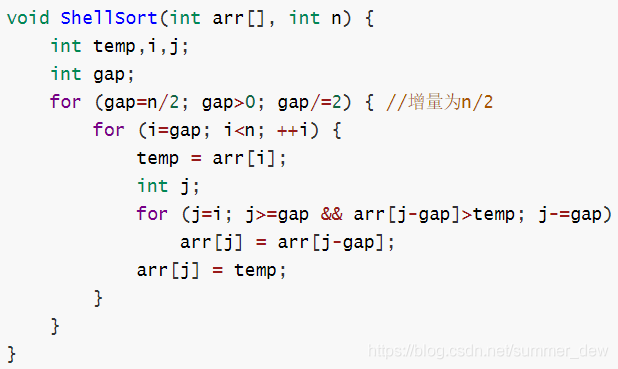 void ShellSort(int arr[], int n) {
    int temp,i,j;
    int gap;
    for (gap=n/2; gap>0; gap/=2) { //增量为n/2
        for (i=gap; i<n; ++i) {
            temp = arr[i];
            int j;
            for (j=i; j>=gap && arr[j-gap]>temp; j-=gap)
                arr[j] = arr[j-gap];
            arr[j] = temp;
        }
    }
}
https://blog.csdn.net/summer_dew